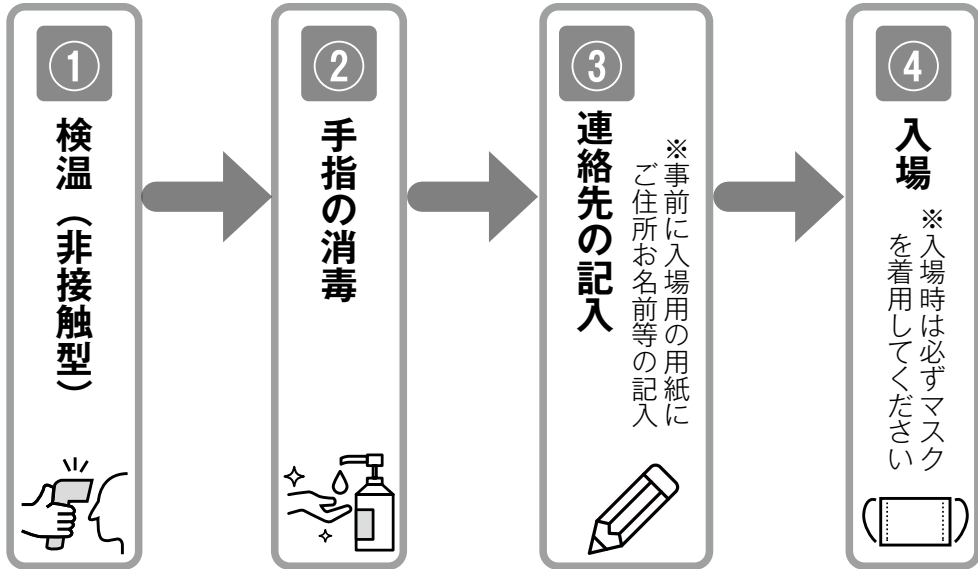 ①
検温（非接触型）
②
手指の消毒
③
連絡先の記入
※事前に入場用の用紙に
ご住所お名前等の記入
④
入場
※入場時は必ずマスク
を着用してください